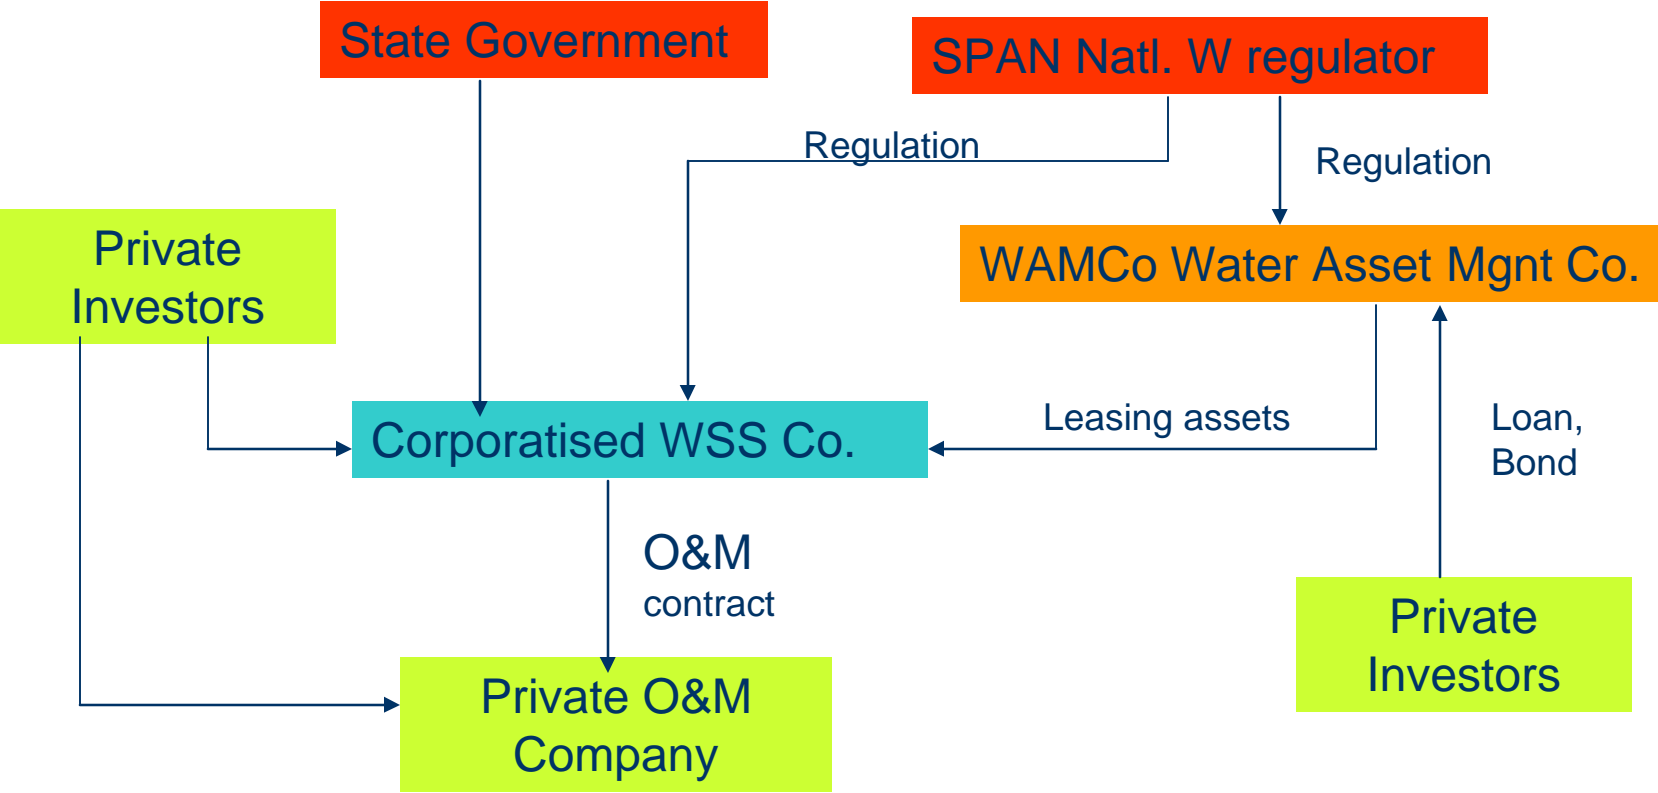 State Government
SPAN Natl. W regulator
Regulation
Regulation
Private
Investors
WAMCo Water Asset Mgnt Co.
Corporatised WSS Co.
Leasing assets
Loan,
Bond
O&M
contract
Private O&M
Company
Private
Investors